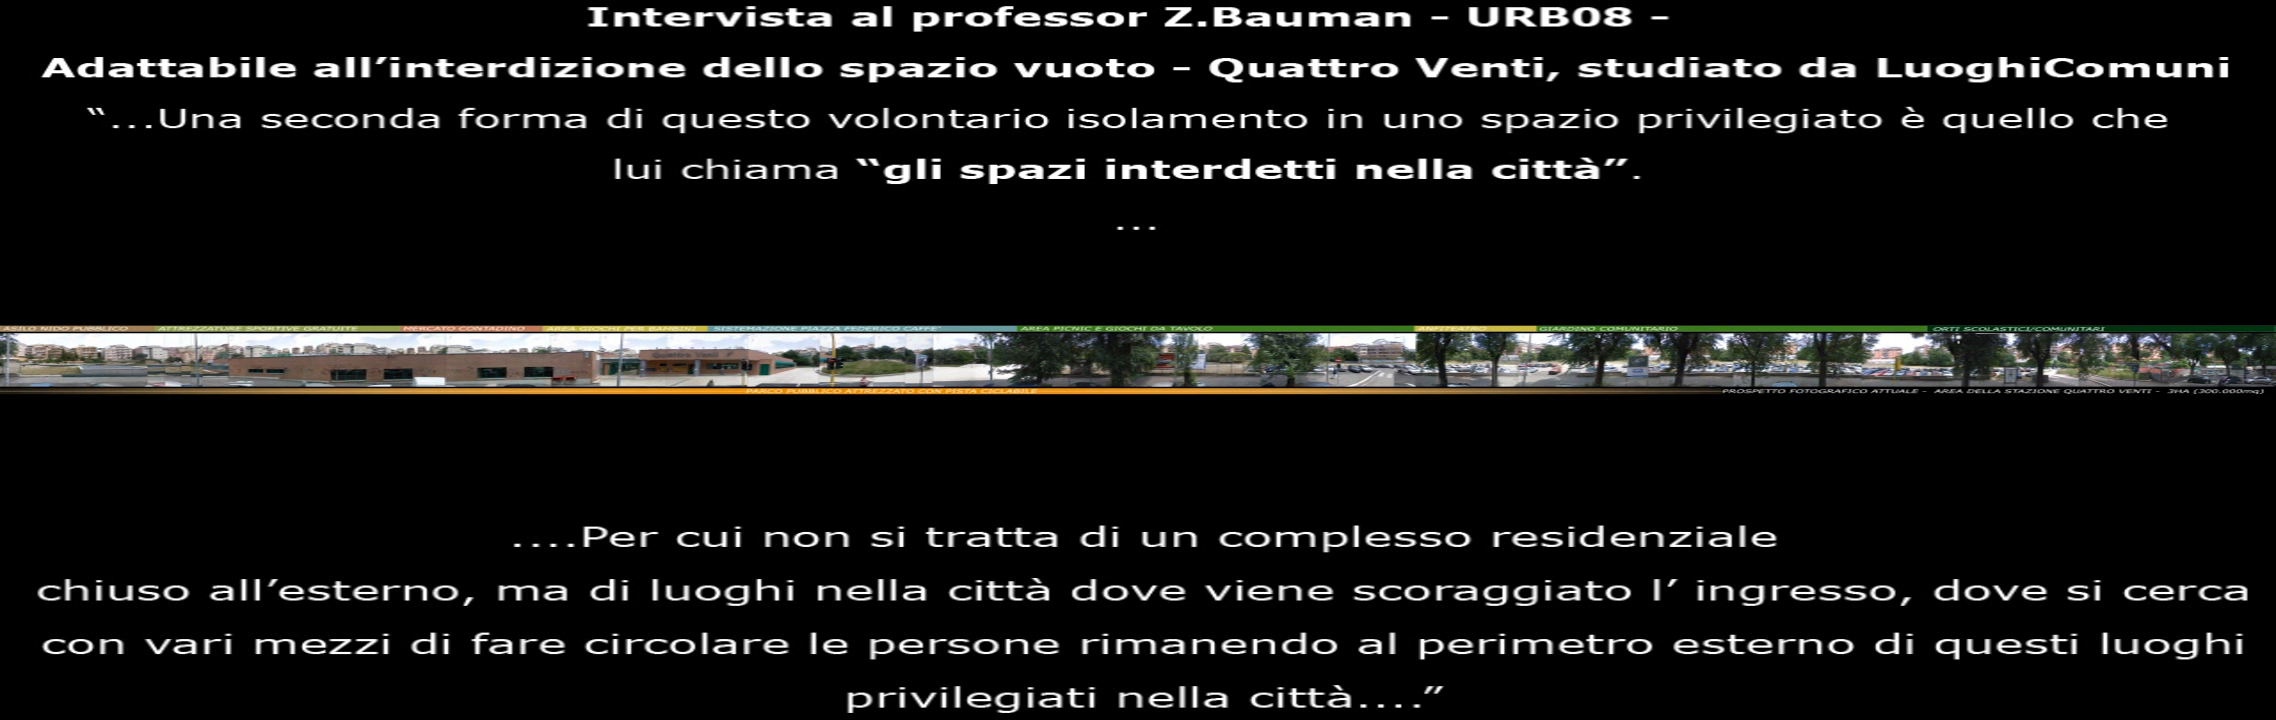 Intervista al professor Z.Bauman – URB08 –
Adattabile all’interdizione dello spazio vuoto – Quattro Venti, studiato da LuoghiComuni
“...Una seconda forma di questo volontario isolamento in uno spazio privilegiato è quello che
lui chiama “gli spazi interdetti nella città”.
...
ASILO NIDO PUBBLICO ATTREZZATURE SPORTIVE GRATUITE MERCATO CONTADINO AREA GIOCHI PER BAMBINI SISTEMAZIONE PIAZZA FEDERICO CAFFE' AREA PICNIC E GIOCHI DA TAVOLO ANFITEATRO GIARDINO COMUNITARIO ORTI SCOLASTICI/COMUNITARI
Quattro Venti
PARCO PUBBLICO ATTREZZATO CON PISTA CICLABILE
PROSPETTO FOTOGRAFICO ATTUALE - AREA DELLA STAZIONE QUATTRO VENTI - 3HA (300.000mq)
....Per cui non si tratta di un complesso residenziale
chiuso all’esterno, ma di luoghi nella città dove viene scoraggiato l’ ingresso, dove si cerca
con vari mezzi di fare circolare le persone rimanendo al perimetro esterno di questi luoghi
privilegiati nella città....”